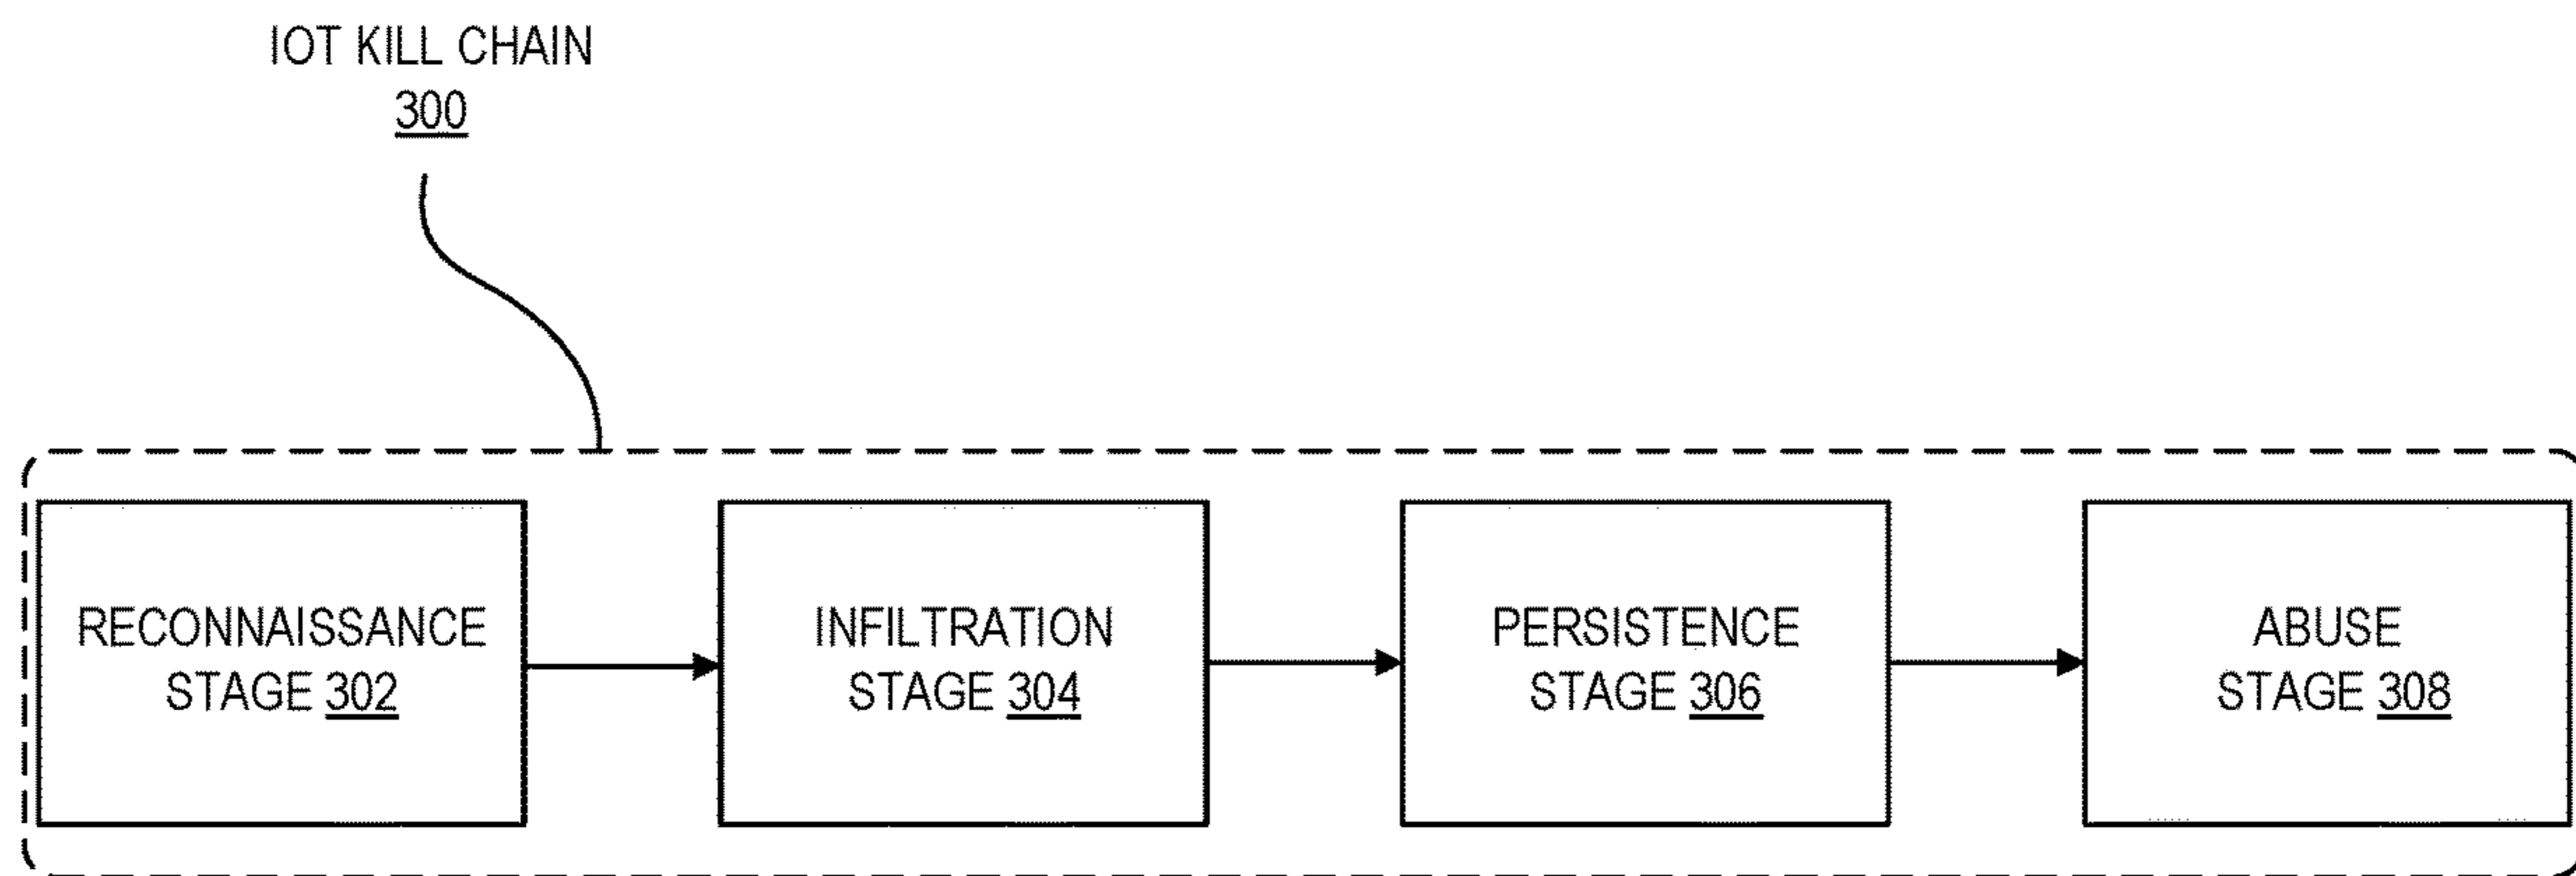 IOT KILL CHAIN
300
RECONNAISSANCE
STAGE 302
INFILTRATION
STAGE 304
PERSISTENCE
STAGE 306
ABUSE
STAGE 308